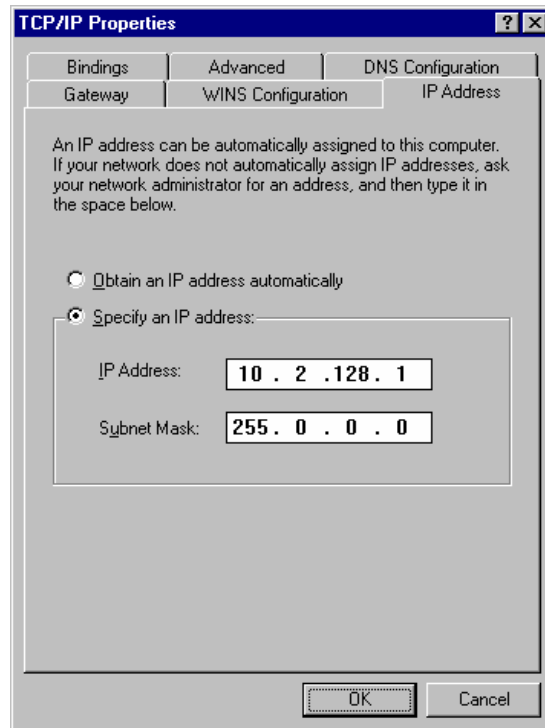 TCP/IP Properties ? ×
Bindings Advanced DNS Configuration
Gateway WINS Configuration IP Address
An IP address can be automatically assigned to this computer.
If your network does not automatically assign IP addresses, ask
your network administrator for an address, and then type it in
the space below.
Obtain an IP address automatically
Specify an IP address:
IP Address: 10 . 2 .128. 1
Subnet Mask: 255. 0 . 0 . 0
OK Cancel